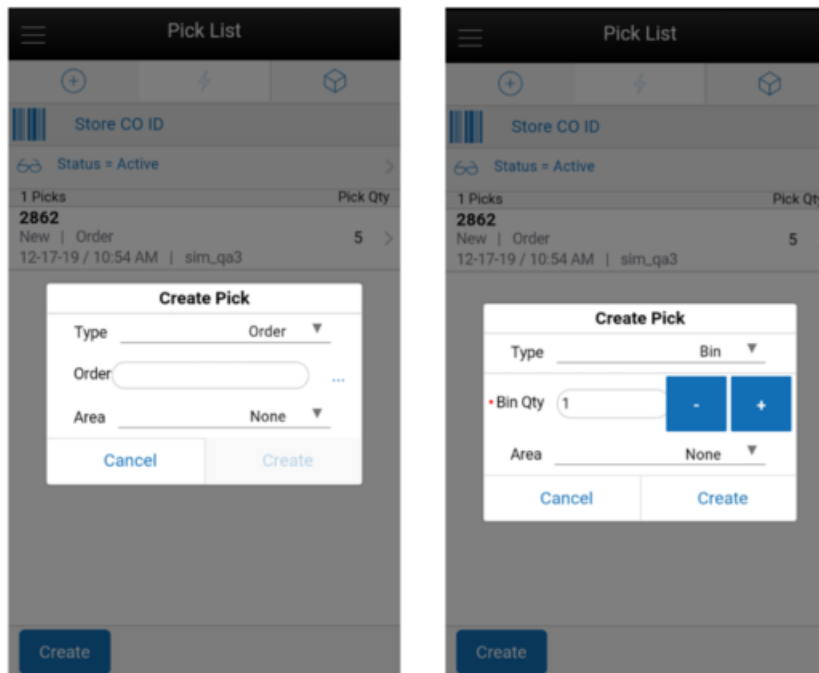 Pick List
Store CO ID
Status = Active
1 Picks Pick Qty
2862
New | Order 5
12-17-19 / 10:54 AM | sim_qa3
Create Pick
Type Order
Order ...
Area None
Cancel Create
Create
Pick List
Store CO ID
Status = Active
1 Picks Pick Qty
2862
New | Order 5
12-17-19 / 10:54 AM | sim_qa3
Create Pick
Type Bin
• Bin Qty 1 - +
Area None
Cancel Create
Create